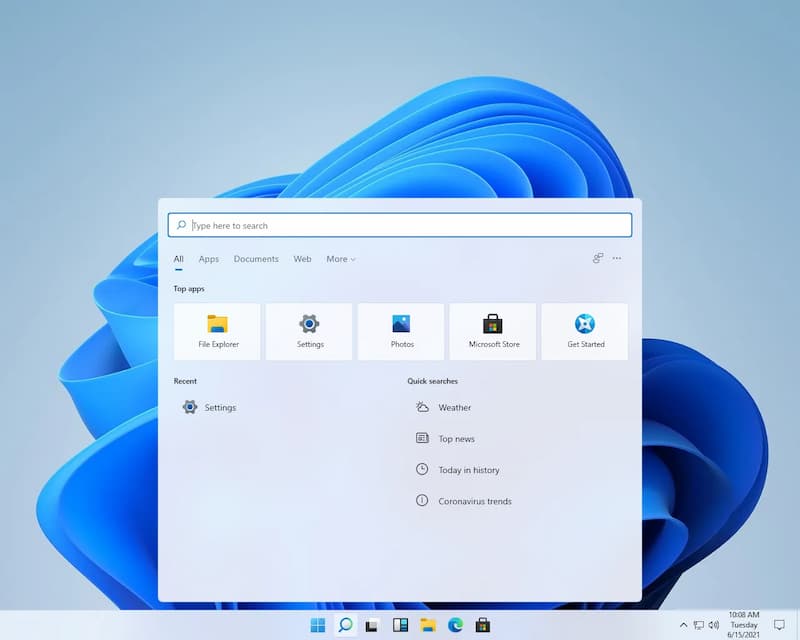 Type here to search
All Apps Documents Web More
Top apps
File Explorer Settings Photos Microsoft Store Get Started
Recent Quick searches
Settings Weather
Top news
Today in history
Coronavirus trends
10:08 AM
Tuesday
6/15/2021